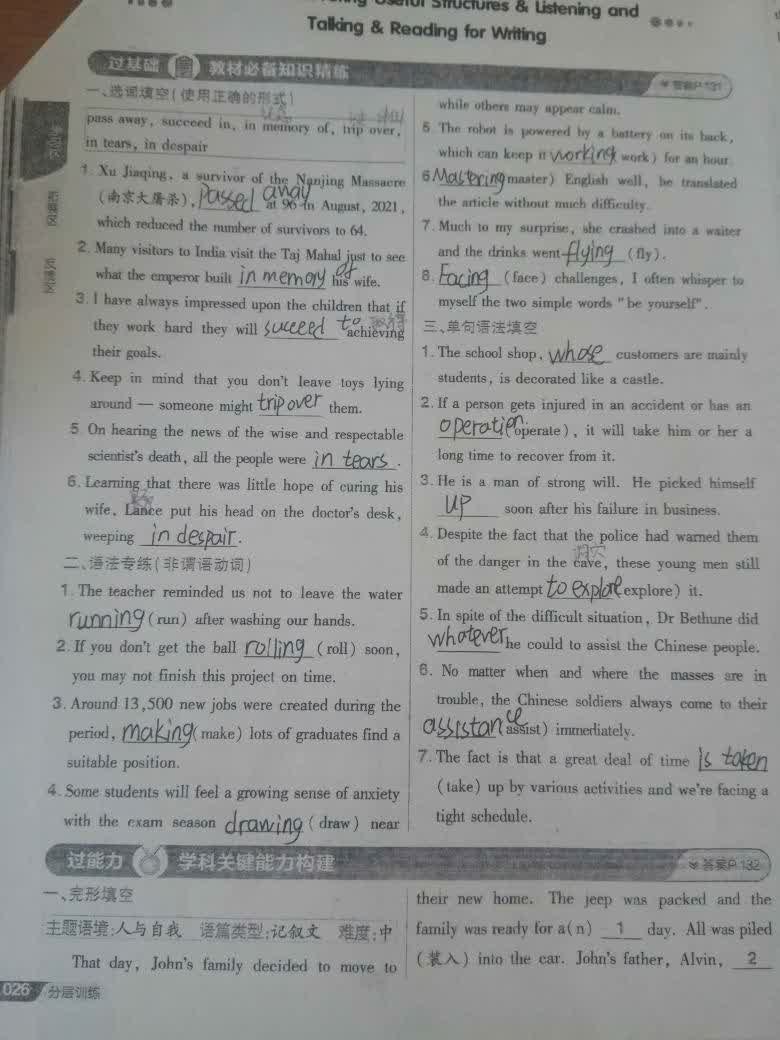 Useful Structures & Listening and
Talking & Reading for Writing
过基础 教材必备知识精练
答案P.131
一、选词填空(使用正确的形式)
pass away, succeed in, in memory of, trip over,
in tears, in despair
1. Xu Jiaqing, a survivor of the Nanjing Massacre
(南京大屠杀), passed away at 96 in August, 2021,
which reduced the number of survivors to 64.
2. Many visitors to India visit the Taj Mahal just to see
what the emperor built in memory of his wife.
3. I have always impressed upon the children that if
they work hard they will succeed to achieving
their goals.
4. Keep in mind that you don't leave toys lying
around — someone might trip over them.
5. On hearing the news of the wise and respectable
scientist's death, all the people were in tears.
6. Learning that there was little hope of curing his
wife, Lance put his head on the doctor's desk,
weeping in despair.
二、语法专练(非谓语动词)
1. The teacher reminded us not to leave the water
running (run) after washing our hands.
2. If you don't get the ball rolling (roll) soon,
you may not finish this project on time.
3. Around 13,500 new jobs were created during the
period, making (make) lots of graduates find a
suitable position.
4. Some students will feel a growing sense of anxiety
with the exam season drawing (draw) near
while others may appear calm.
5. The robot is powered by a battery on its back,
which can keep it working (work) for an hour.
6. Mastering (master) English well, he translated
the article without much difficulty.
7. Much to my surprise, she crashed into a waiter
and the drinks went flying (fly).
8. Facing (face) challenges, I often whisper to
myself the two simple words "be yourself".
三、单句语法填空
1. The school shop, whose customers are mainly
students, is decorated like a castle.
2. If a person gets injured in an accident or has an
operation (operate), it will take him or her a
long time to recover from it.
3. He is a man of strong will. He picked himself
up soon after his failure in business.
4. Despite the fact that the police had warned them
洞穴
of the danger in the cave, these young men still
made an attempt to explore (explore) it.
5. In spite of the difficult situation, Dr Bethune did
whatever he could to assist the Chinese people.
6. No matter when and where the masses are in
trouble, the Chinese soldiers always come to their
assistance (assist) immediately.
7. The fact is that a great deal of time is taken
(take) up by various activities and we're facing a
tight schedule.
过能力 学科关键能力构建
答案P.132
一、完形填空
主题语境:人与自我 语篇类型:记叙文 难度:中
That day, John's family decided to move to
their new home. The jeep was packed and the
family was ready for a(n) 1 day. All was piled
(装入) into the car. John's father, Alvin, 2
026 分层训练